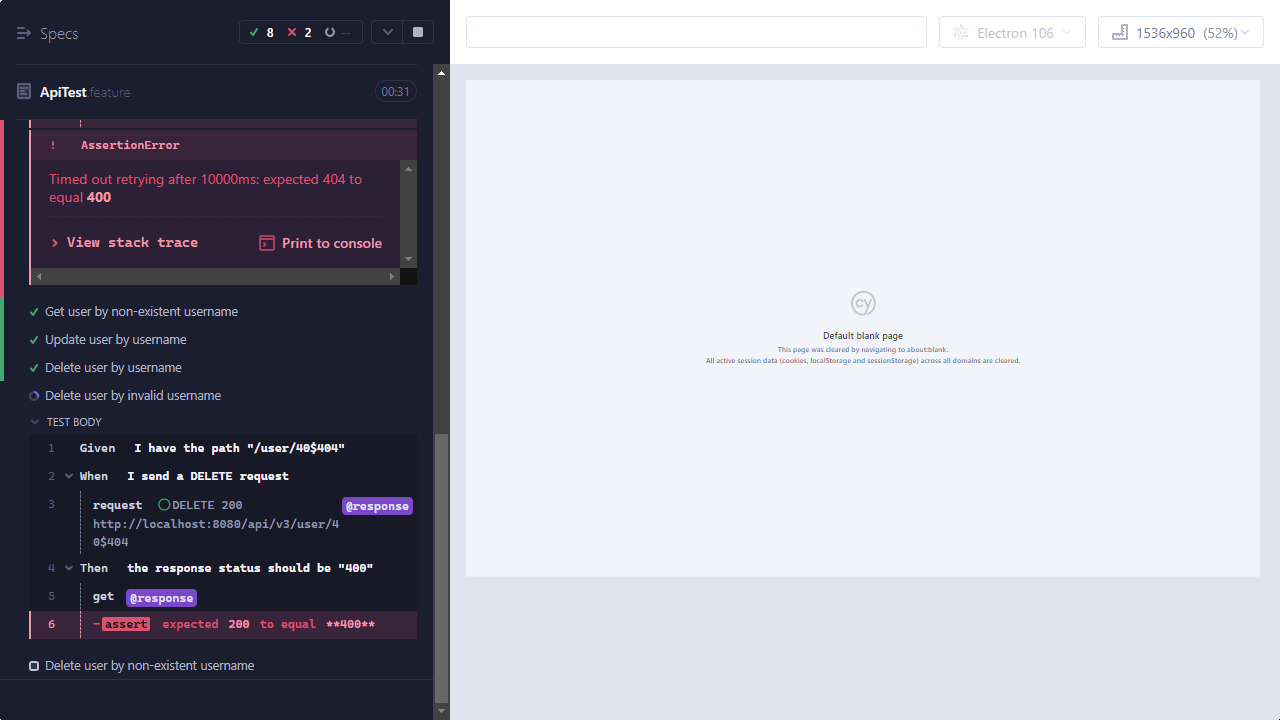 Specs
8 2 --
Electron 106
1536x960 (52%)
ApiTest feature
00:31
! AssertionError
Timed out retrying after 10000ms: expected 404 to
equal 400
View stack trace
Print to console
Get user by non-existent username
Update user by username
Delete user by username
Delete user by invalid username
TEST BODY
1 Given I have the path "/user/40$404"
2 When I send a DELETE request
3 request DELETE 200 @response
http://localhost:8080/api/v3/user/4
0$404
4 Then the response status should be "400"
5 get @response
6 -assert expected 200 to equal **400**
Delete user by non-existent username
cy
Default blank page
This page was cleared by navigating to about:blank.
All active session data (cookies, localStorage and sessionStorage) across all domains are cleared.